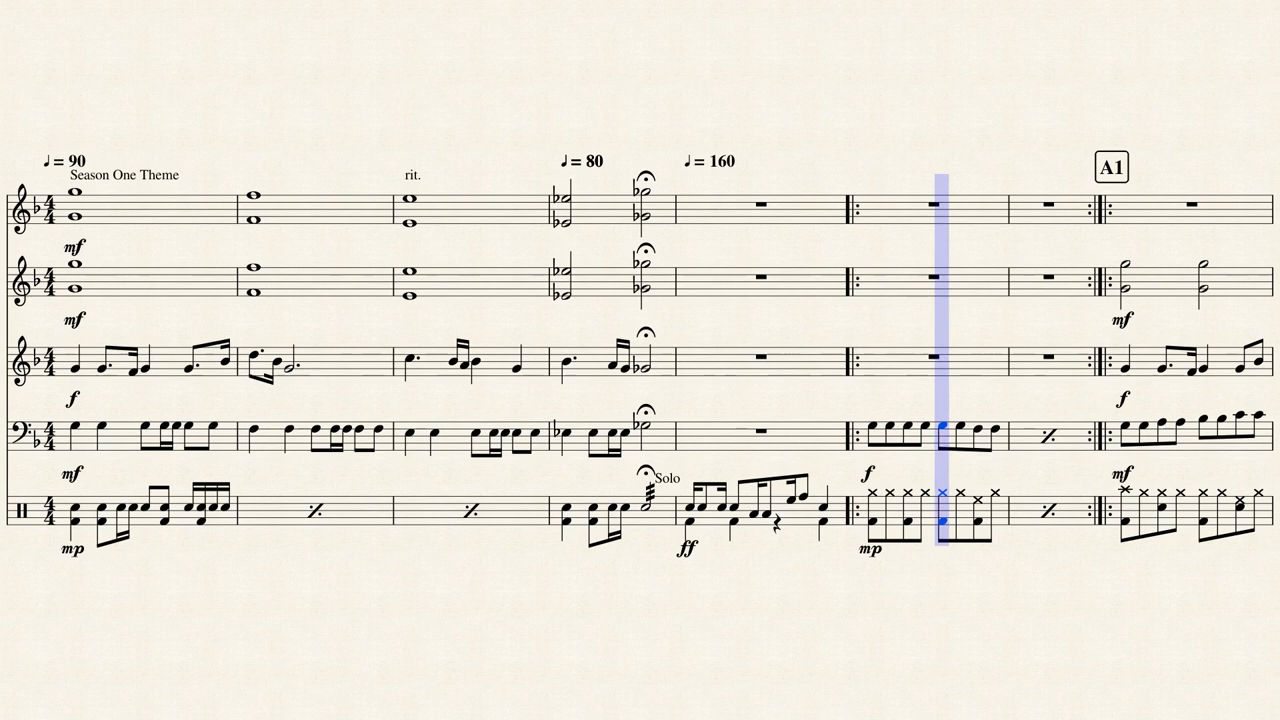 ♩ = 90
♩ = 80
♩ = 160
A1
Season One Theme
rit.
mf
mf
mf
f
f
mf
f
mf
Solo
mp
ff
mp